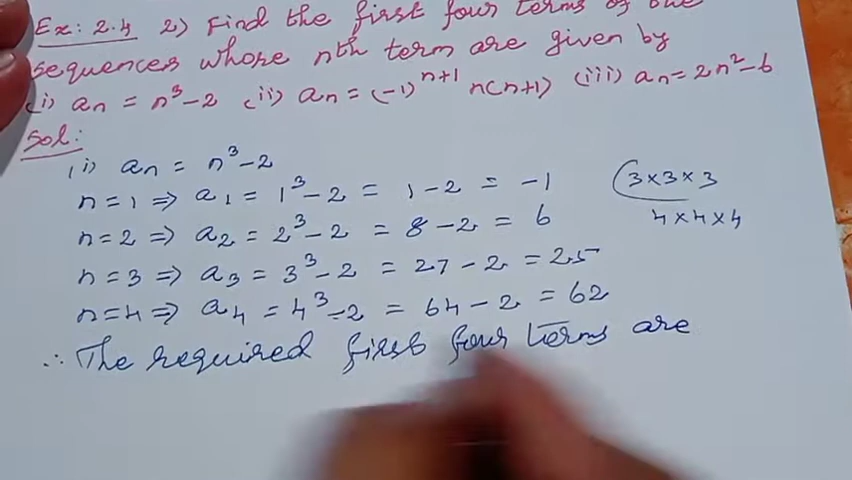 Ex: 2.4 2) Find the first four terms of the
sequences whose nth term are given by
(i) an = n³-2 (ii) an = (-1)ⁿ⁺¹ n(n+1) (iii) an = 2n²-6
Sol:
(i) an = n³-2
n=1 ⇒ a₁ = 1³-2 = 1-2 = -1
n=2 ⇒ a₂ = 2³-2 = 8-2 = 6
n=3 ⇒ a₃ = 3³-2 = 27-2 = 25
n=4 ⇒ a₄ = 4³-2 = 64-2 = 62
3×3×3
4×4×4
∴ The required first four terms are